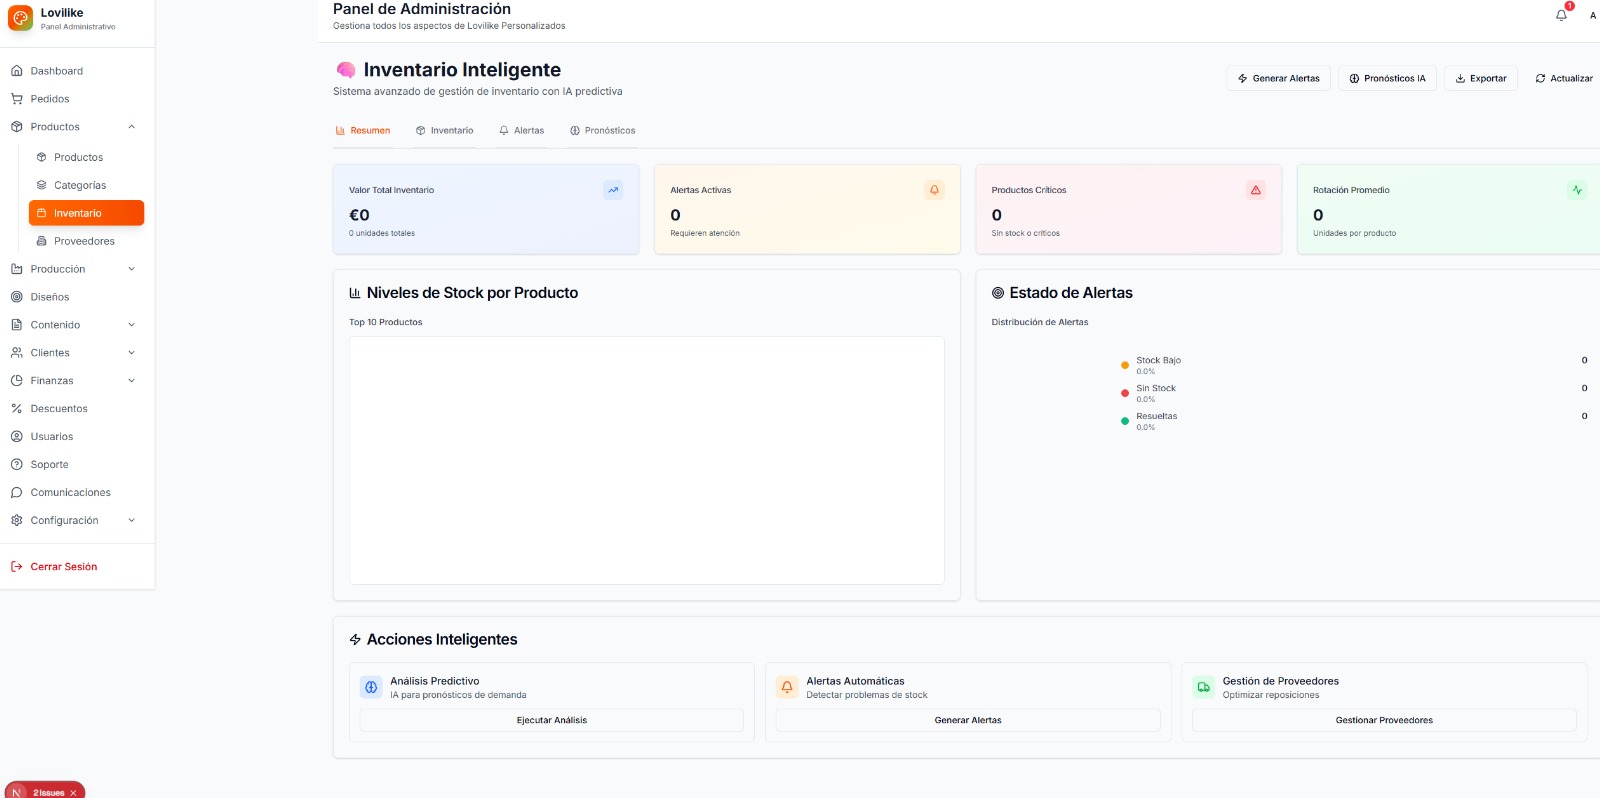 Lovilike
Panel Administrativo
Dashboard
Pedidos
Productos
Productos
Categorías
Inventario
Proveedores
Producción
Diseños
Contenido
Clientes
Finanzas
Descuentos
Usuarios
Soporte
Comunicaciones
Configuración
Cerrar Sesión
N 2 Issues
Panel de Administración
Gestiona todos los aspectos de Lovilike Personalizados
1
A
Inventario Inteligente
Sistema avanzado de gestión de inventario con IA predictiva
Generar Alertas Pronósticos IA Exportar Actualizar
Resumen Inventario Alertas Pronósticos
Valor Total Inventario
€0
0 unidades totales
Alertas Activas
0
Requieren atención
Productos Críticos
0
Sin stock o críticos
Rotación Promedio
0
Unidades por producto
Niveles de Stock por Producto
Top 10 Productos
Estado de Alertas
Distribución de Alertas
Stock Bajo 0
0.0%
Sin Stock 0
0.0%
Resueltas 0
0.0%
Acciones Inteligentes
Análisis Predictivo
IA para pronósticos de demanda
Ejecutar Análisis
Alertas Automáticas
Detectar problemas de stock
Generar Alertas
Gestión de Proveedores
Optimizar reposiciones
Gestionar Proveedores